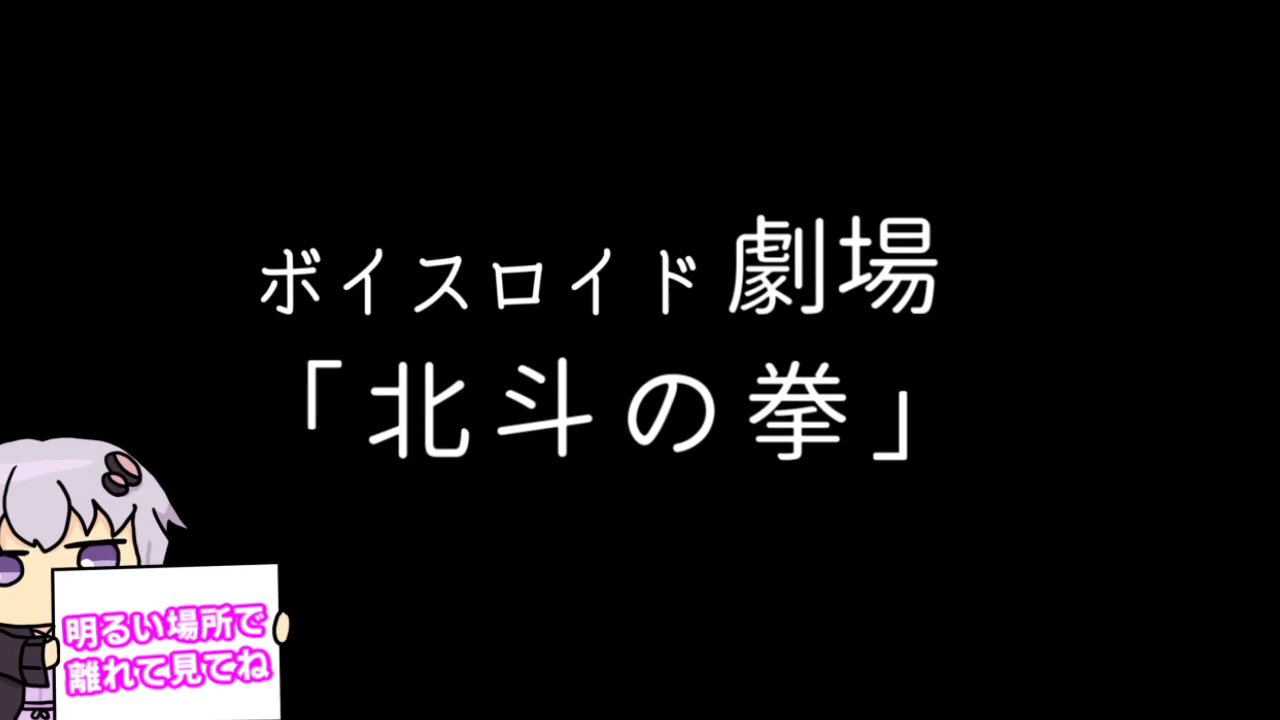 ボイスロイド劇場
「北斗の拳」
明るい場所で
離れて見てね